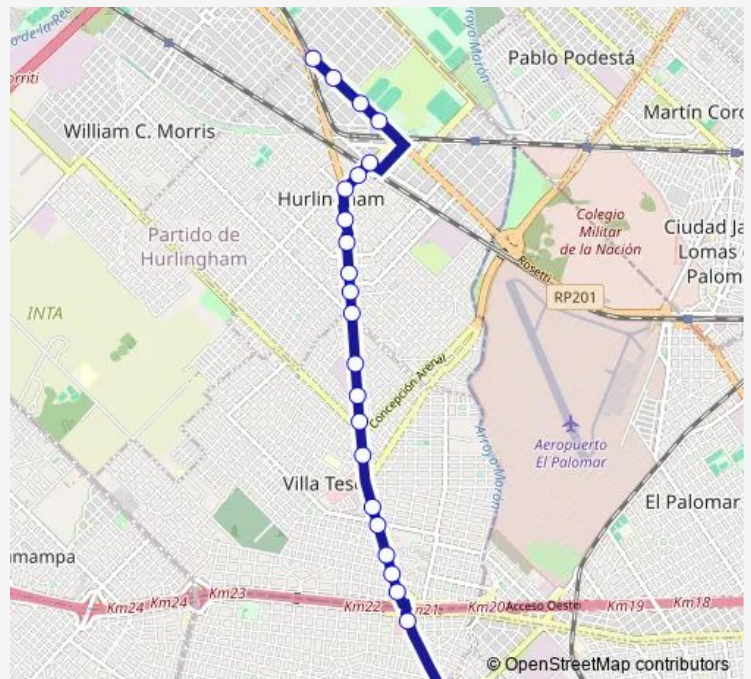 Pablo Podestá
Arroyo Morón
William C. Morris
Martín Coro
Hurlingham
Colegio
Militar
de la Nación
Ciudad Ja
Lomas
Palom
Partido de
Hurlingham
Rosetti
RP201
INTA
Concepción Arenal
Aeropuerto
El Palomar
Arroyo Morón
Villa Tes
El Palomar
amampa
Km24
Km24
Km23
Km22
Km20
Acceso Oeste
Km19
Km18
© OpenStreetMap contributors